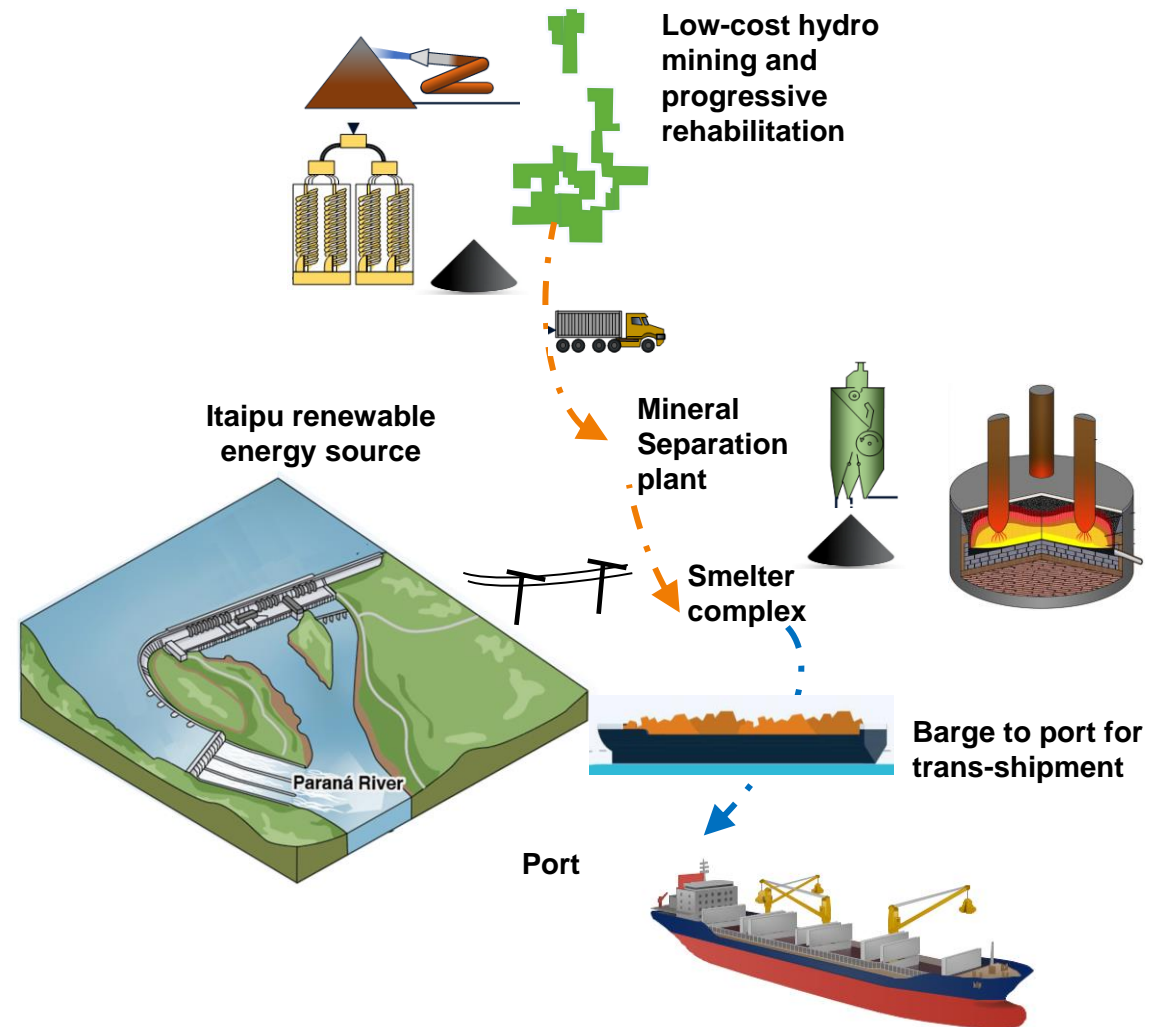 Low-cost hydro
mining and
progressive
rehabilitation
Itaipu renewable
energy source
Mineral
Separation
plant
Smelter
complex
Paraná River
Barge to port for
trans-shipment
Port